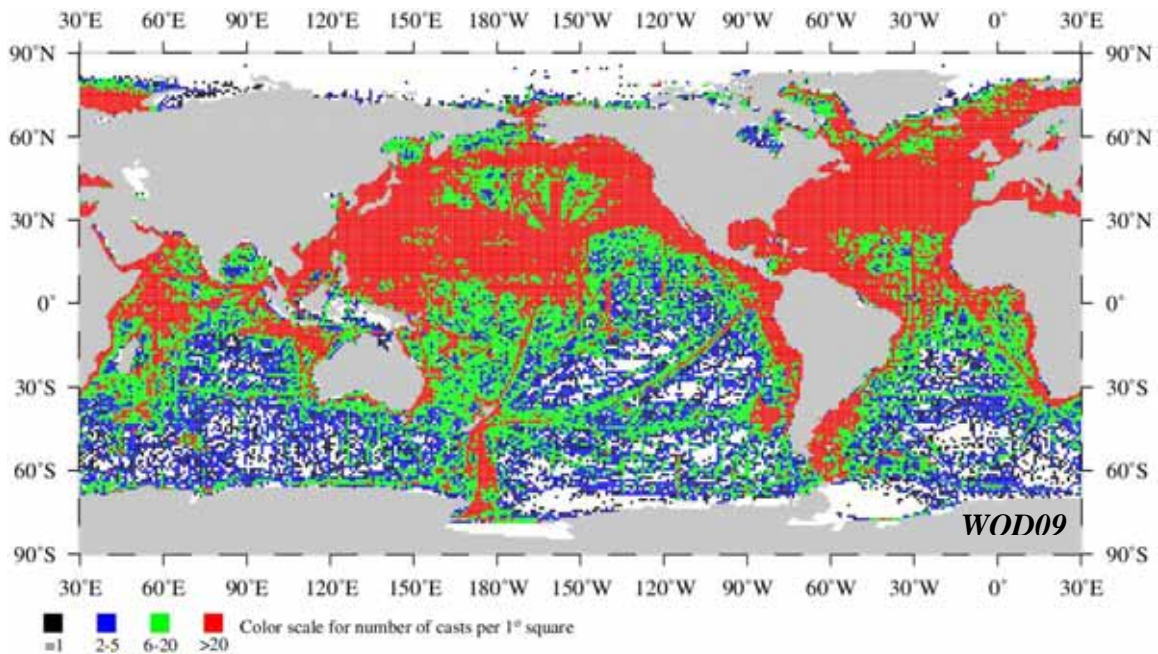 30˚E 60˚E 90˚E 120˚E 150˚E 180˚W 150˚W 120˚W 90˚W 60˚W 30˚W 0˚ 30˚E
90˚N 90˚N
60˚N 60˚N
30˚N 30˚N
0˚ 0˚
30˚S 30˚S
60˚S 60˚S
WOD09
90˚S 90˚S
30˚E 60˚E 90˚E 120˚E 150˚E 180˚W 150˚W 120˚W 90˚W 60˚W 30˚W 0˚ 30˚E
Color scale for number of casts per 1° square
=1 2-5 6-20 >20